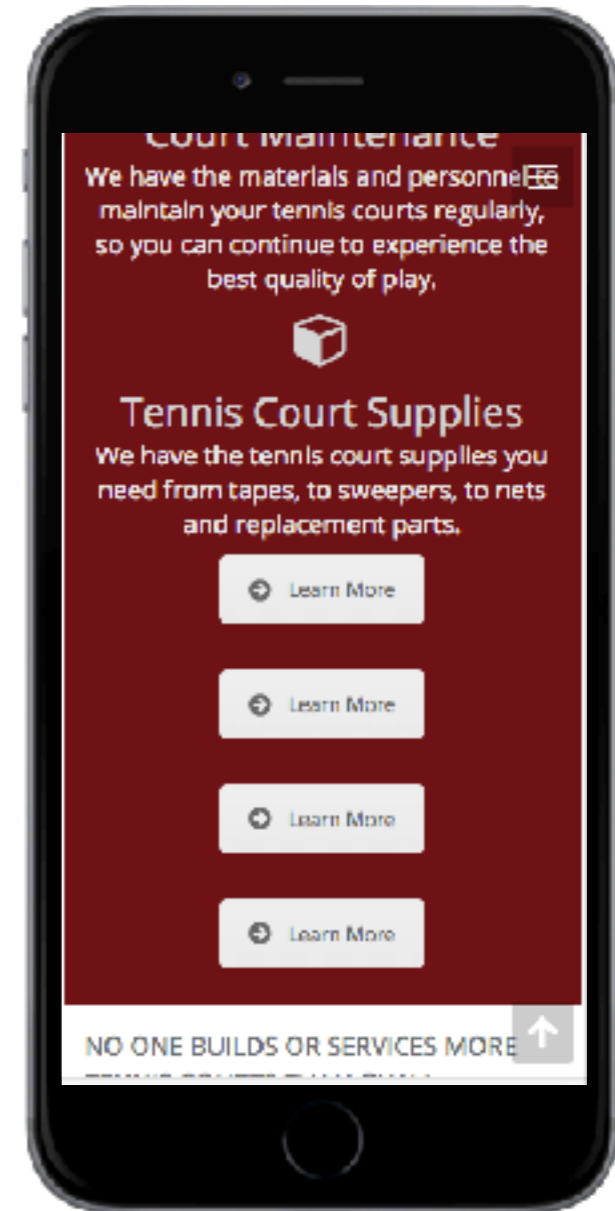 Court Maintenance
We have the materials and personnel to
maintain your tennis courts regularly,
so you can continue to experience the
best quality of play.
Tennis Court Supplies
We have the tennis court supplies you
need from tapes, to sweepers, to nets
and replacement parts.
Learn More
Learn More
Learn More
Learn More
NO ONE BUILDS OR SERVICES MORE